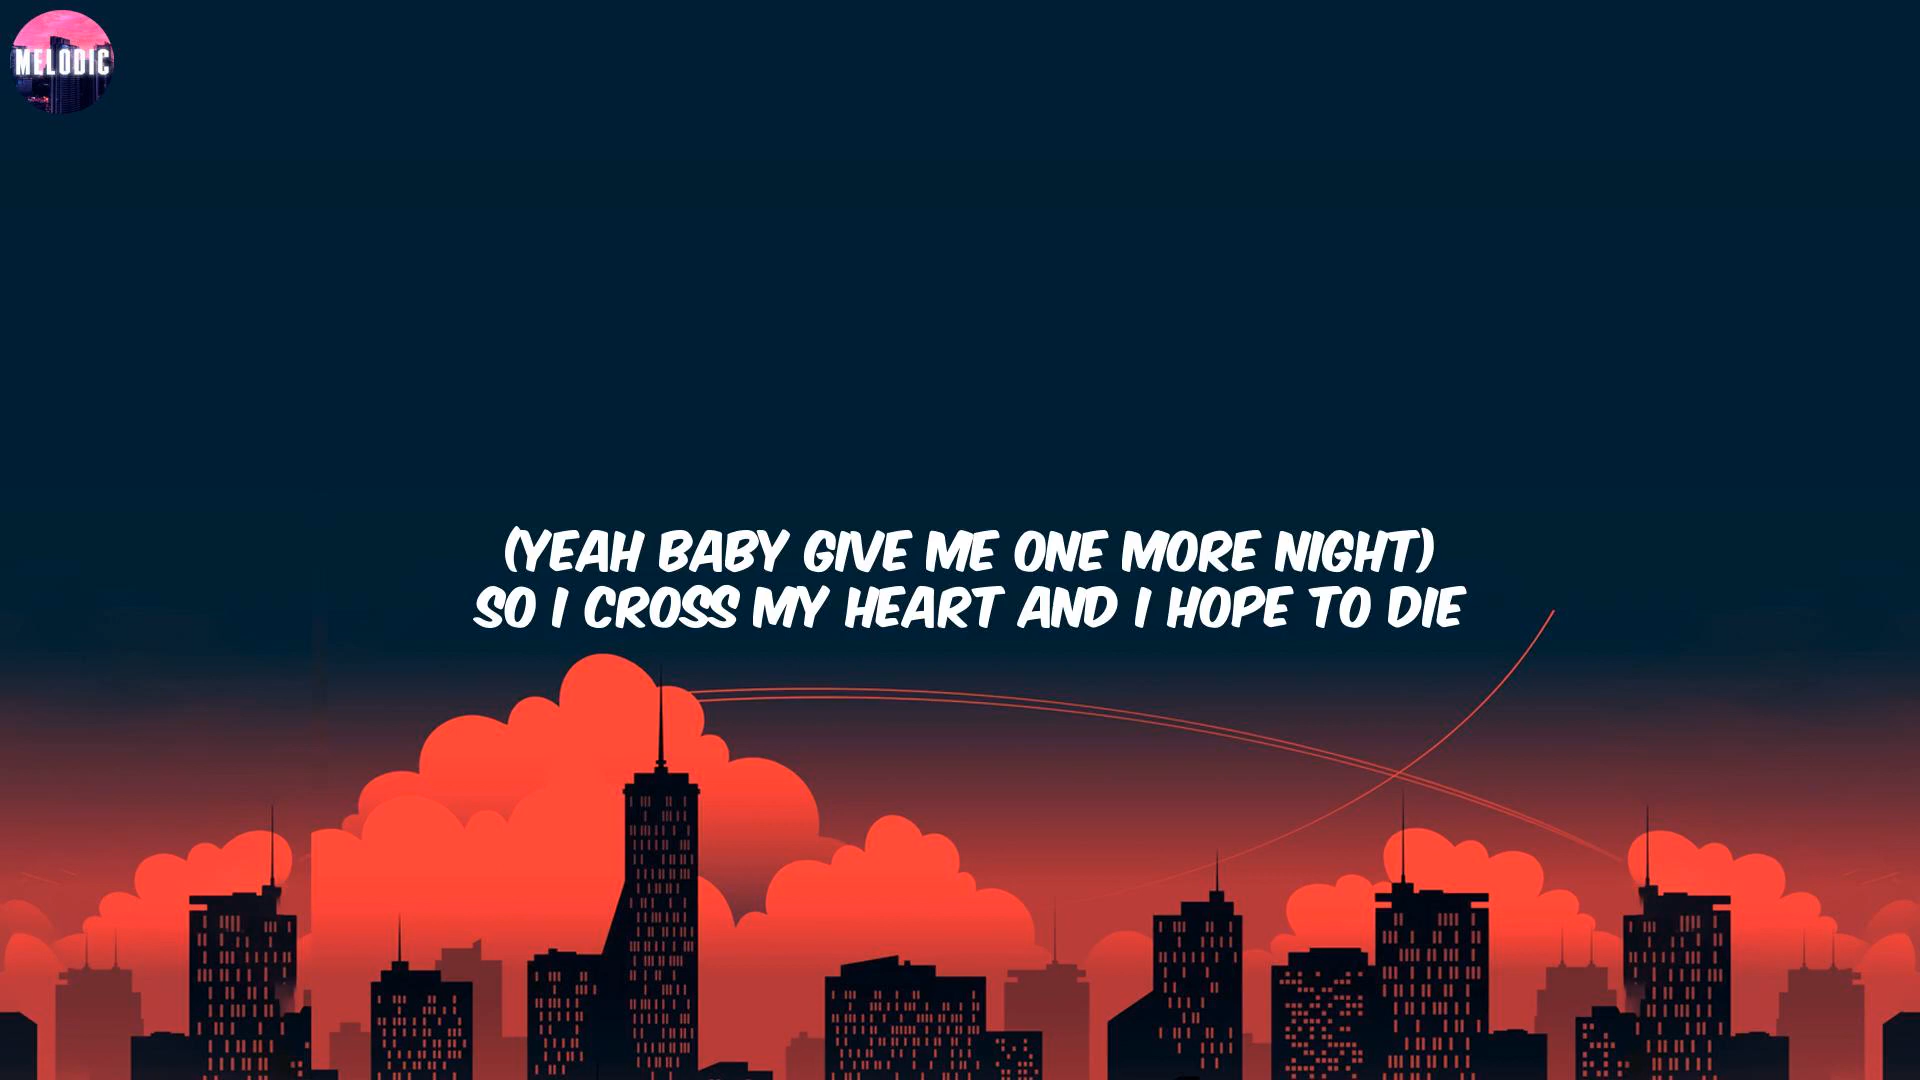 MELODIC
(YEAH BABY GIVE ME ONE MORE NIGHT)
SO I CROSS MY HEART AND I HOPE TO DIE